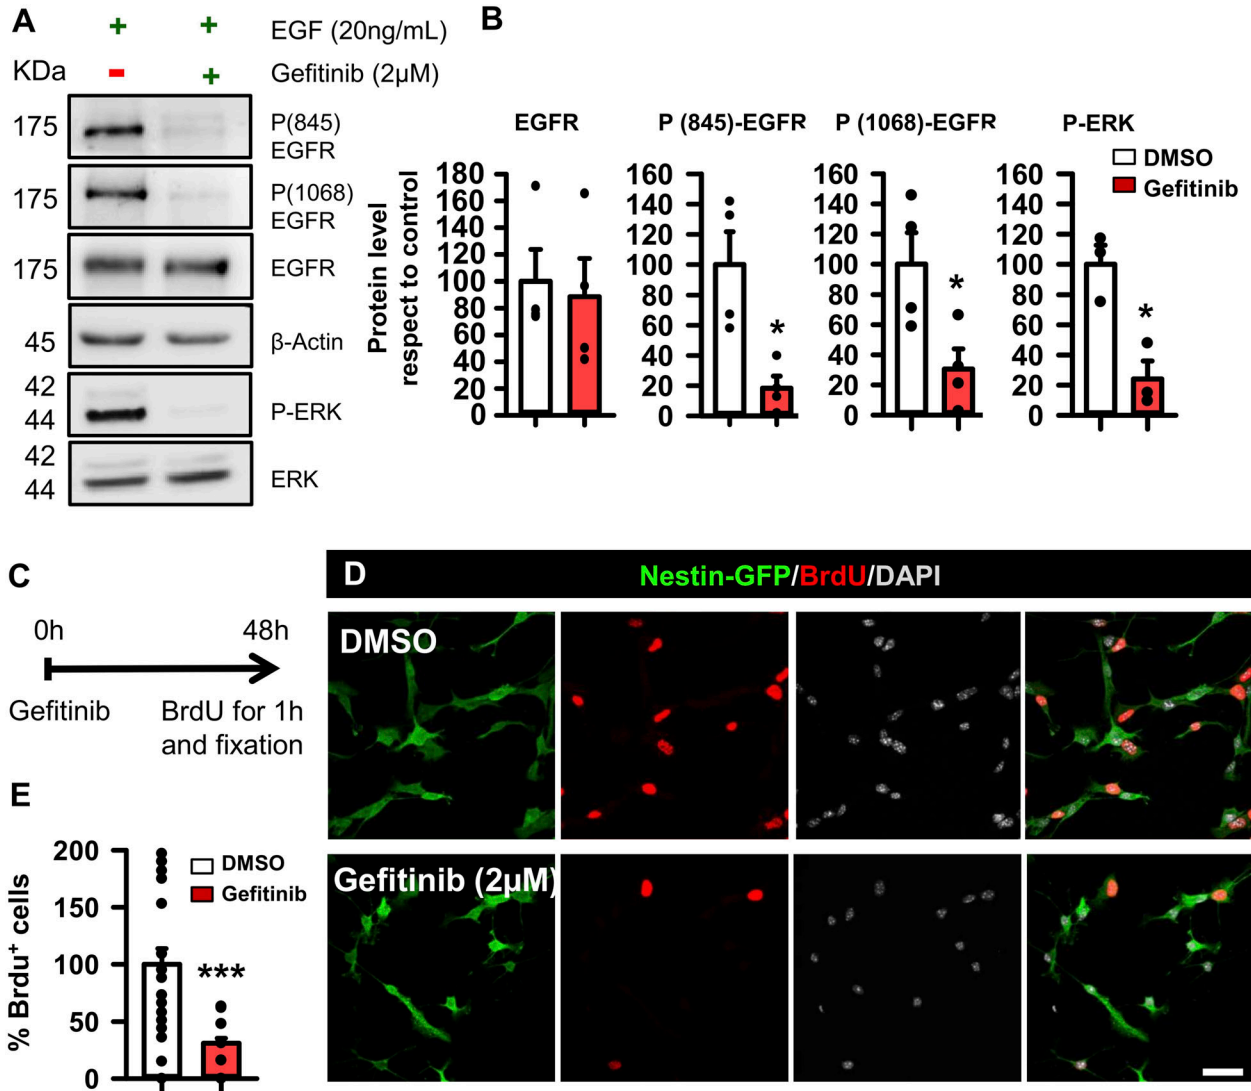 A
+ + EGF (20ng/mL)
KDa - + Gefitinib (2µM)
175 P(845)
EGFR
175 P(1068)
EGFR
175 EGFR
45 β-Actin
42
44 P-ERK
42
44 ERK
B
EGFR P (845)-EGFR P (1068)-EGFR P-ERK
DMSO
Gefitinib
Protein level
respect to control
180
160
140
120
100
80
60
40
20
0
160
140
120
100
80
60
40
20
0
*
160
140
120
100
80
60
40
20
0
*
160
140
120
100
80
60
40
20
0
*
C
0h 48h
Gefitinib BrdU for 1h
and fixation
D Nestin-GFP/BrdU/DAPI
DMSO
Gefitinib (2µM)
E
% Brdu⁺ cells
200
150
100
50
0
DMSO
Gefitinib
***